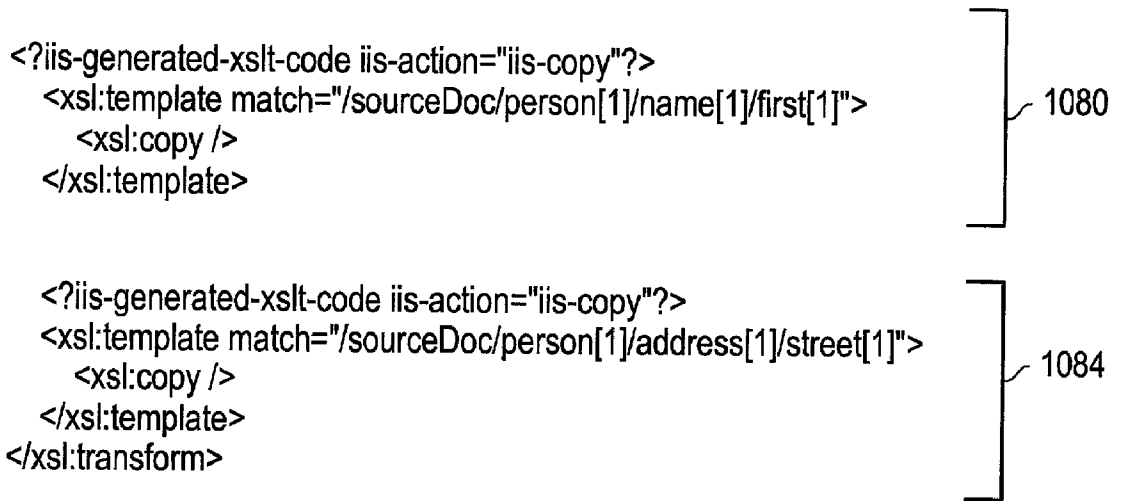 <?iis-generated-xslt-code iis-action="iis-copy"?>
<xsl:template match="/sourceDoc/person[1]/name[1]/first[1]">
<xsl:copy />
</xsl:template>
1080
<?iis-generated-xslt-code iis-action="iis-copy"?>
<xsl:template match="/sourceDoc/person[1]/address[1]/street[1]">
<xsl:copy />
</xsl:template>
</xsl:transform>
1084